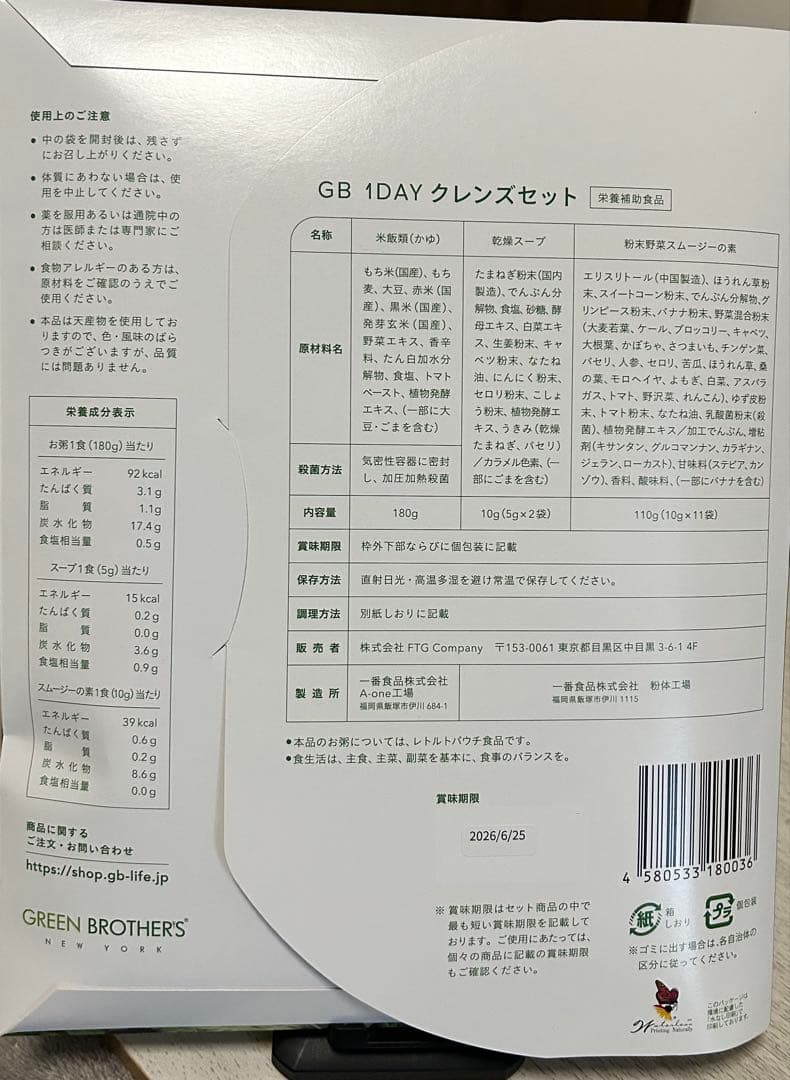 使用上のご注意
● 中の袋を開封後は、残さず
にお召し上がりください。
● 体質にあわない場合は、使
用を中止してください。
● 薬を服用あるいは通院中の
方は医師または専門家にご
相談ください。
● 食物アレルギーのある方は、
原材料をご確認のうえでご
使用ください。
● 本品は天産物を使用してお
りますので、色・風味のばら
つきがございますが、品質
には問題ありません。
栄養成分表示
お粥1食(180g)当たり
エネルギー 92kcal
たんぱく質 3.1g
脂質 1.1g
炭水化物 17.4g
食塩相当量 0.5g
スープ1食(5g)当たり
エネルギー 15kcal
たんぱく質 0.2g
脂質 0.0g
炭水化物 3.6g
食塩相当量 0.9g
スムージーの素1食(10g)当たり
エネルギー 39kcal
たんぱく質 0.6g
脂質 0.2g
炭水化物 8.6g
食塩相当量 0.0g
商品に関する
ご注文・お問い合わせ
https://shop.gb-life.jp
GREEN BROTHER'S®
NEW YORK
GB 1DAY クレンズセット 栄養補助食品
名称 米飯類(かゆ) 乾燥スープ 粉末野菜スムージーの素
原材料名
もち米(国産)、もち
麦、大豆、赤米(国
産)、黒米(国産)、
発芽玄米(国産)、
野菜エキス、香辛
料、たん白加水分
解物、食塩、トマト
ペースト、植物発酵
エキス、(一部に大
豆・ごまを含む)
たまねぎ粉末(国内
製造)、でんぷん分
解物、食塩、砂糖、酵
母エキス、白菜エキ
ス、生姜粉末、キャ
ベツ粉末、なたね
油、にんにく粉末、
セロリ粉末、こしょ
う粉末、植物発酵エ
キス、うきみ(乾燥
たまねぎ、パセリ)
／カラメル色素、(一
部にごまを含む)
エリスリトール(中国製造)、ほうれん草粉
末、スイートコーン粉末、でんぷん分解物、グ
リンピース粉末、バナナ粉末、野菜混合粉末
(大麦若葉、ケール、ブロッコリー、キャベツ、
大根葉、かぼちゃ、さつまいも、チンゲン菜、
パセリ、人参、セロリ、苦瓜、ほうれん草、桑
の葉、モロヘイヤ、よもぎ、白菜、アスパラ
ガス、トマト、野沢菜、れんこん)、ゆず皮粉
末、トマト粉末、なたね油、乳酸菌粉末(殺
菌)、植物発酵エキス／加工でんぷん、増粘
剤(キサンタン、グルコマンナン、カラギナン、
ジェラン、ローカスト)、甘味料(ステビア、カン
ゾウ)、香料、酸味料、(一部にバナナを含む)
殺菌方法 気密性容器に密封
し、加圧加熱殺菌
内容量 180g 10g(5g×2袋) 110g(10g×11袋)
賞味期限 枠外下部ならびに個包装に記載
保存方法 直射日光・高温多湿を避け常温で保存してください。
調理方法 別紙しおりに記載
販売者 株式会社 FTG Company 〒153-0061 東京都目黒区中目黒 3-6-1 4F
製造所
一番食品株式会社
A-one工場
福岡県飯塚市伊川 684-1
一番食品株式会社 粉体工場
福岡県飯塚市伊川 1115
●本品のお粥については、レトルトパウチ食品です。
●食生活は、主食、主菜、副菜を基本に、食事のバランスを。
賞味期限
2026/6/25
※ 賞味期限はセット商品の中で
最も短い賞味期限を記載して
おります。ご使用にあたっては、
個々の商品に記載の賞味期限
もご確認ください。
4 580533 180036
紙 箱
しおり
プラ 個包装
※ゴミに出す場合は、各自治体の
区分に従ってください。
Waterless
Printing Naturally
このパッケージは
環境に配慮した
「水なし印刷」で
印刷しております。